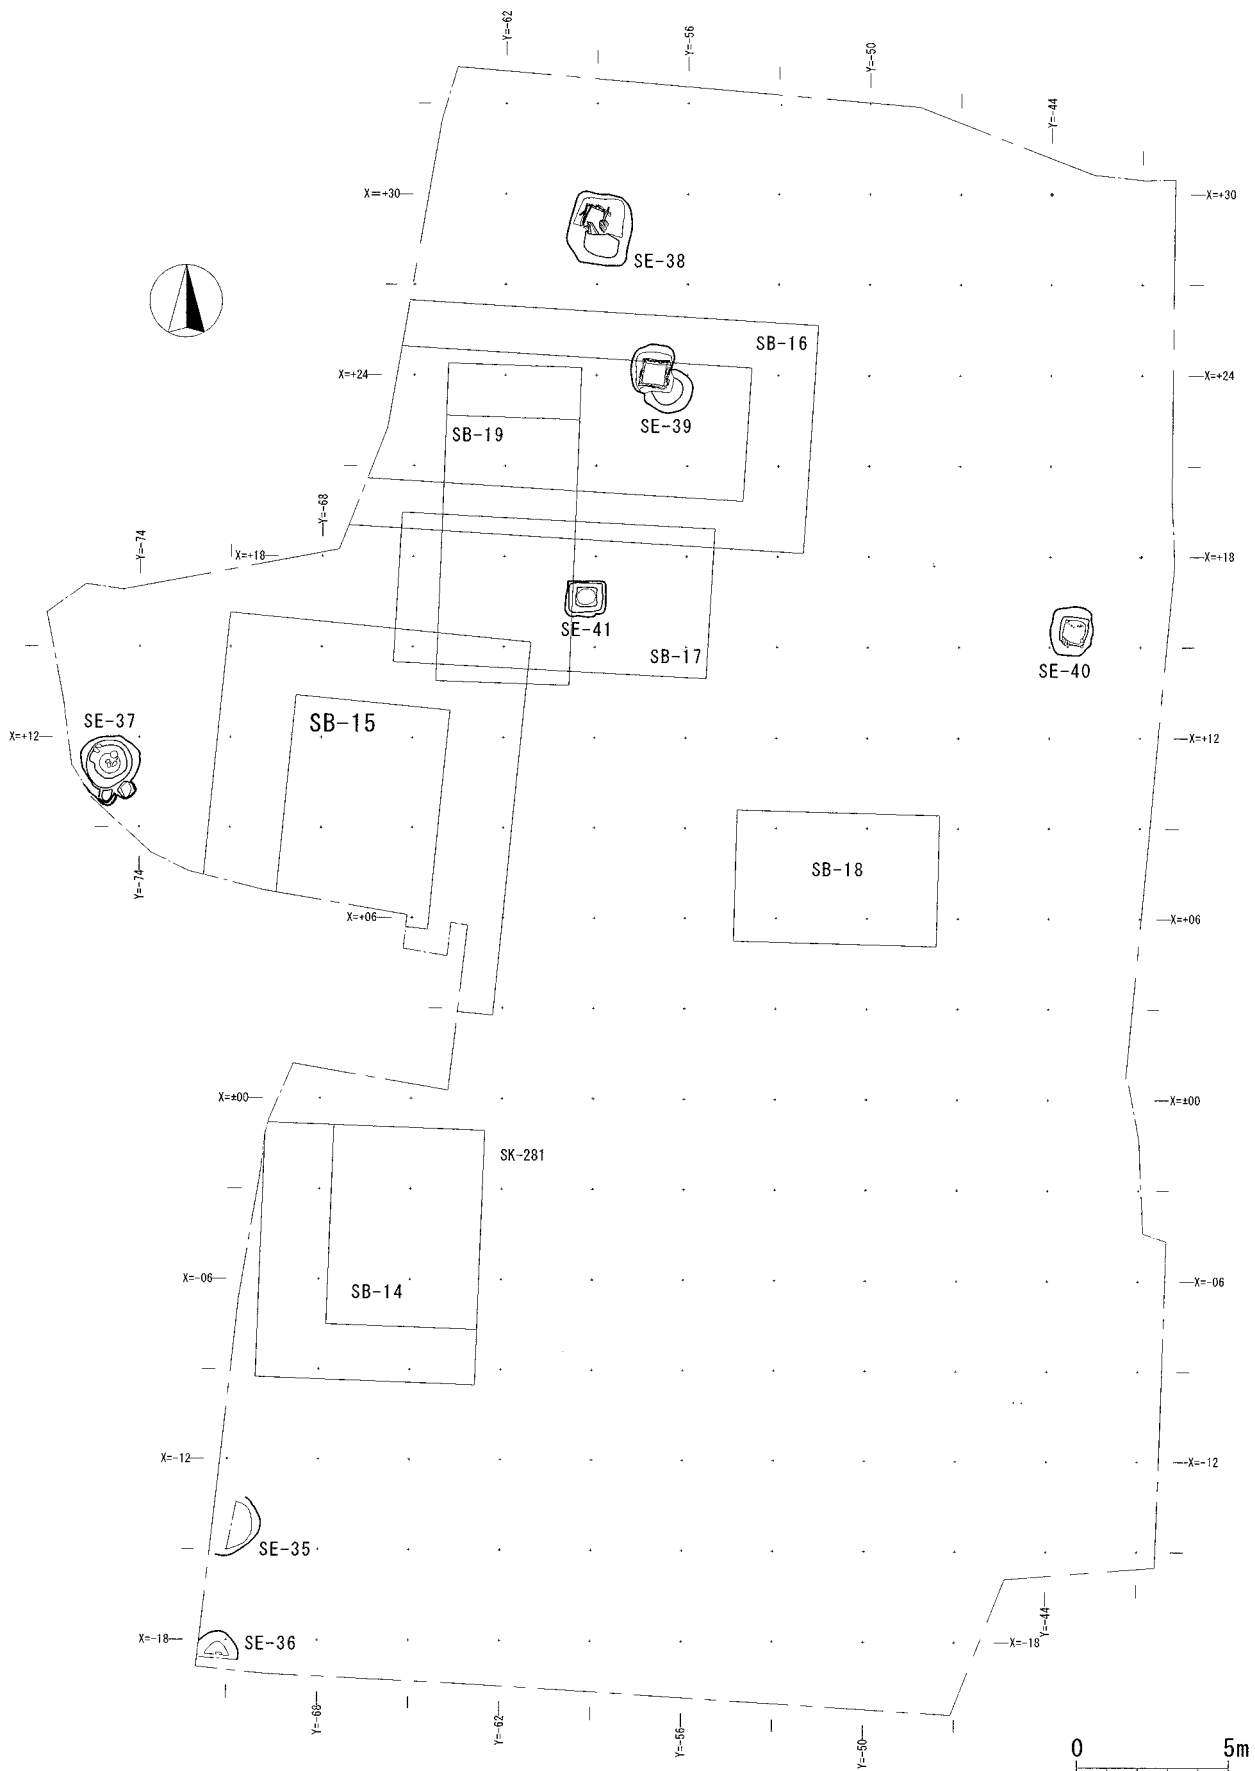 Y=-62
Y=-56
Y=-50
Y=-44
X=+30
X=+30
SE-38
SB-16
X=+24
X=+24
SE-39
SB-19
Y=-68
Y=-74
X=+18
X=+18
SE-41
SB-17
SE-40
SE-37
SB-15
X=+12
X=+12
SB-18
Y=-74
X=+06
X=+06
X=±00
X=±00
SK-281
X=-06
SB-14
X=-06
X=-12
X=-12
SE-35
X=-18
SE-36
X=-18
Y=-44
Y=-68
Y=-62
Y=-56
Y=-50
0 5m